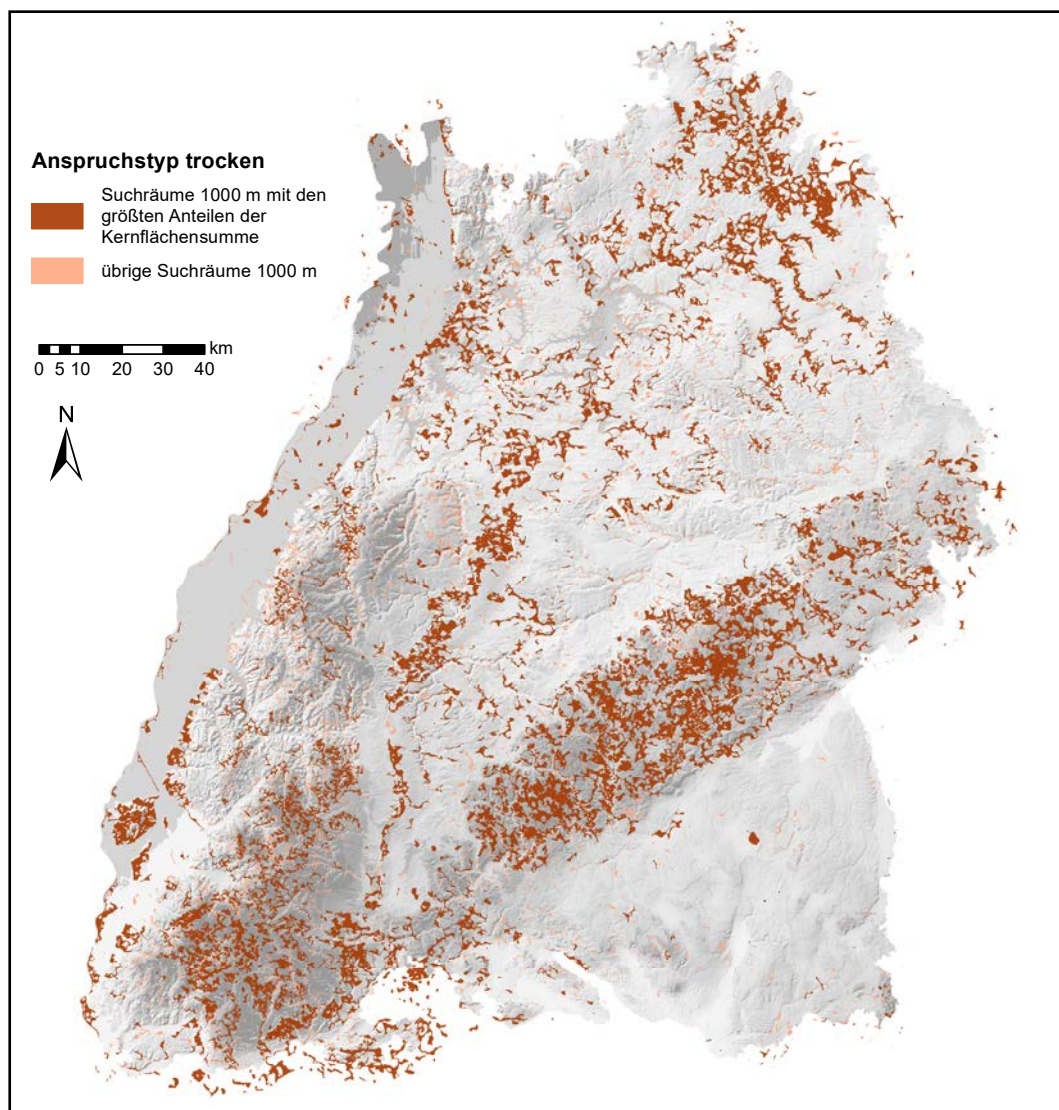 Anspruchstyp trocken
Suchräume 1000 m mit den
größten Anteilen der
Kernflächensumme
übrige Suchräume 1000 m
km
0 5 10 20 30 40
N